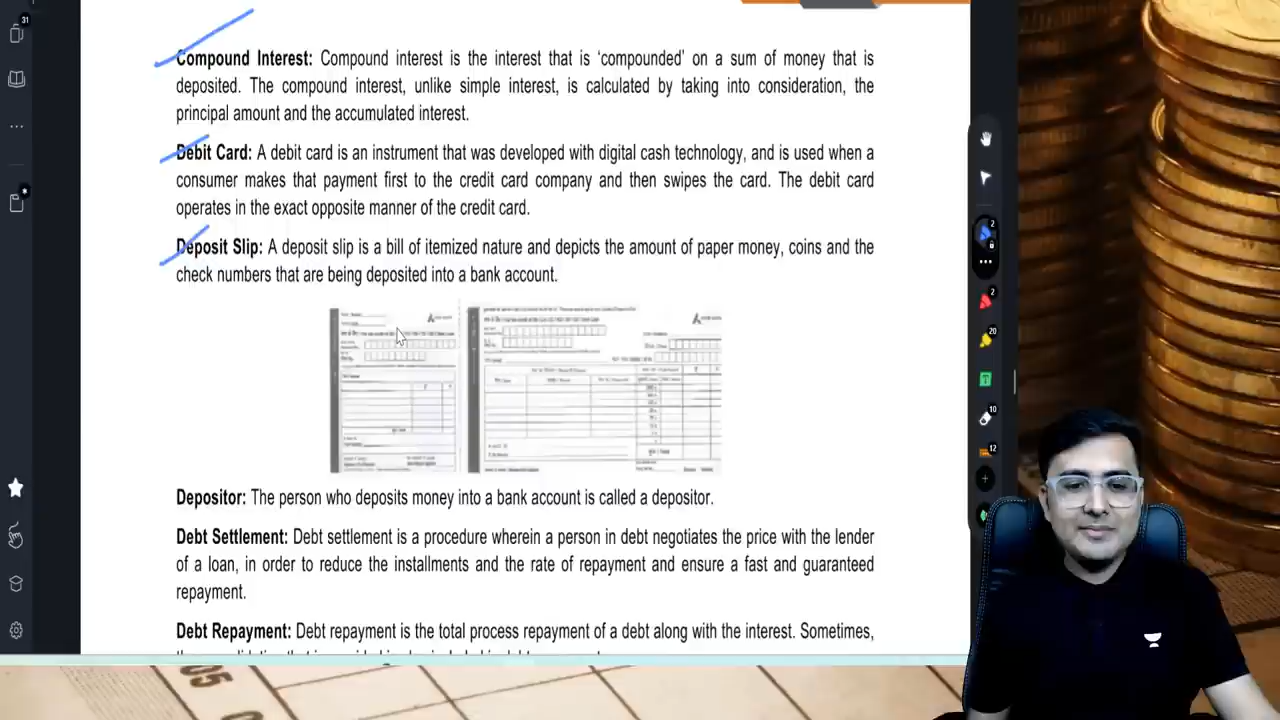 31
Compound Interest: Compound interest is the interest that is ‘compounded’ on a sum of money that is
deposited. The compound interest, unlike simple interest, is calculated by taking into consideration, the
principal amount and the accumulated interest.
Debit Card: A debit card is an instrument that was developed with digital cash technology, and is used when a
consumer makes that payment first to the credit card company and then swipes the card. The debit card
operates in the exact opposite manner of the credit card.
Deposit Slip: A deposit slip is a bill of itemized nature and depicts the amount of paper money, coins and the
check numbers that are being deposited into a bank account.
Depositor: The person who deposits money into a bank account is called a depositor.
Debt Settlement: Debt settlement is a procedure wherein a person in debt negotiates the price with the lender
of a loan, in order to reduce the installments and the rate of repayment and ensure a fast and guaranteed
repayment.
Debt Repayment: Debt repayment is the total process repayment of a debt along with the interest. Sometimes,
2
2
20
T
10
12
05